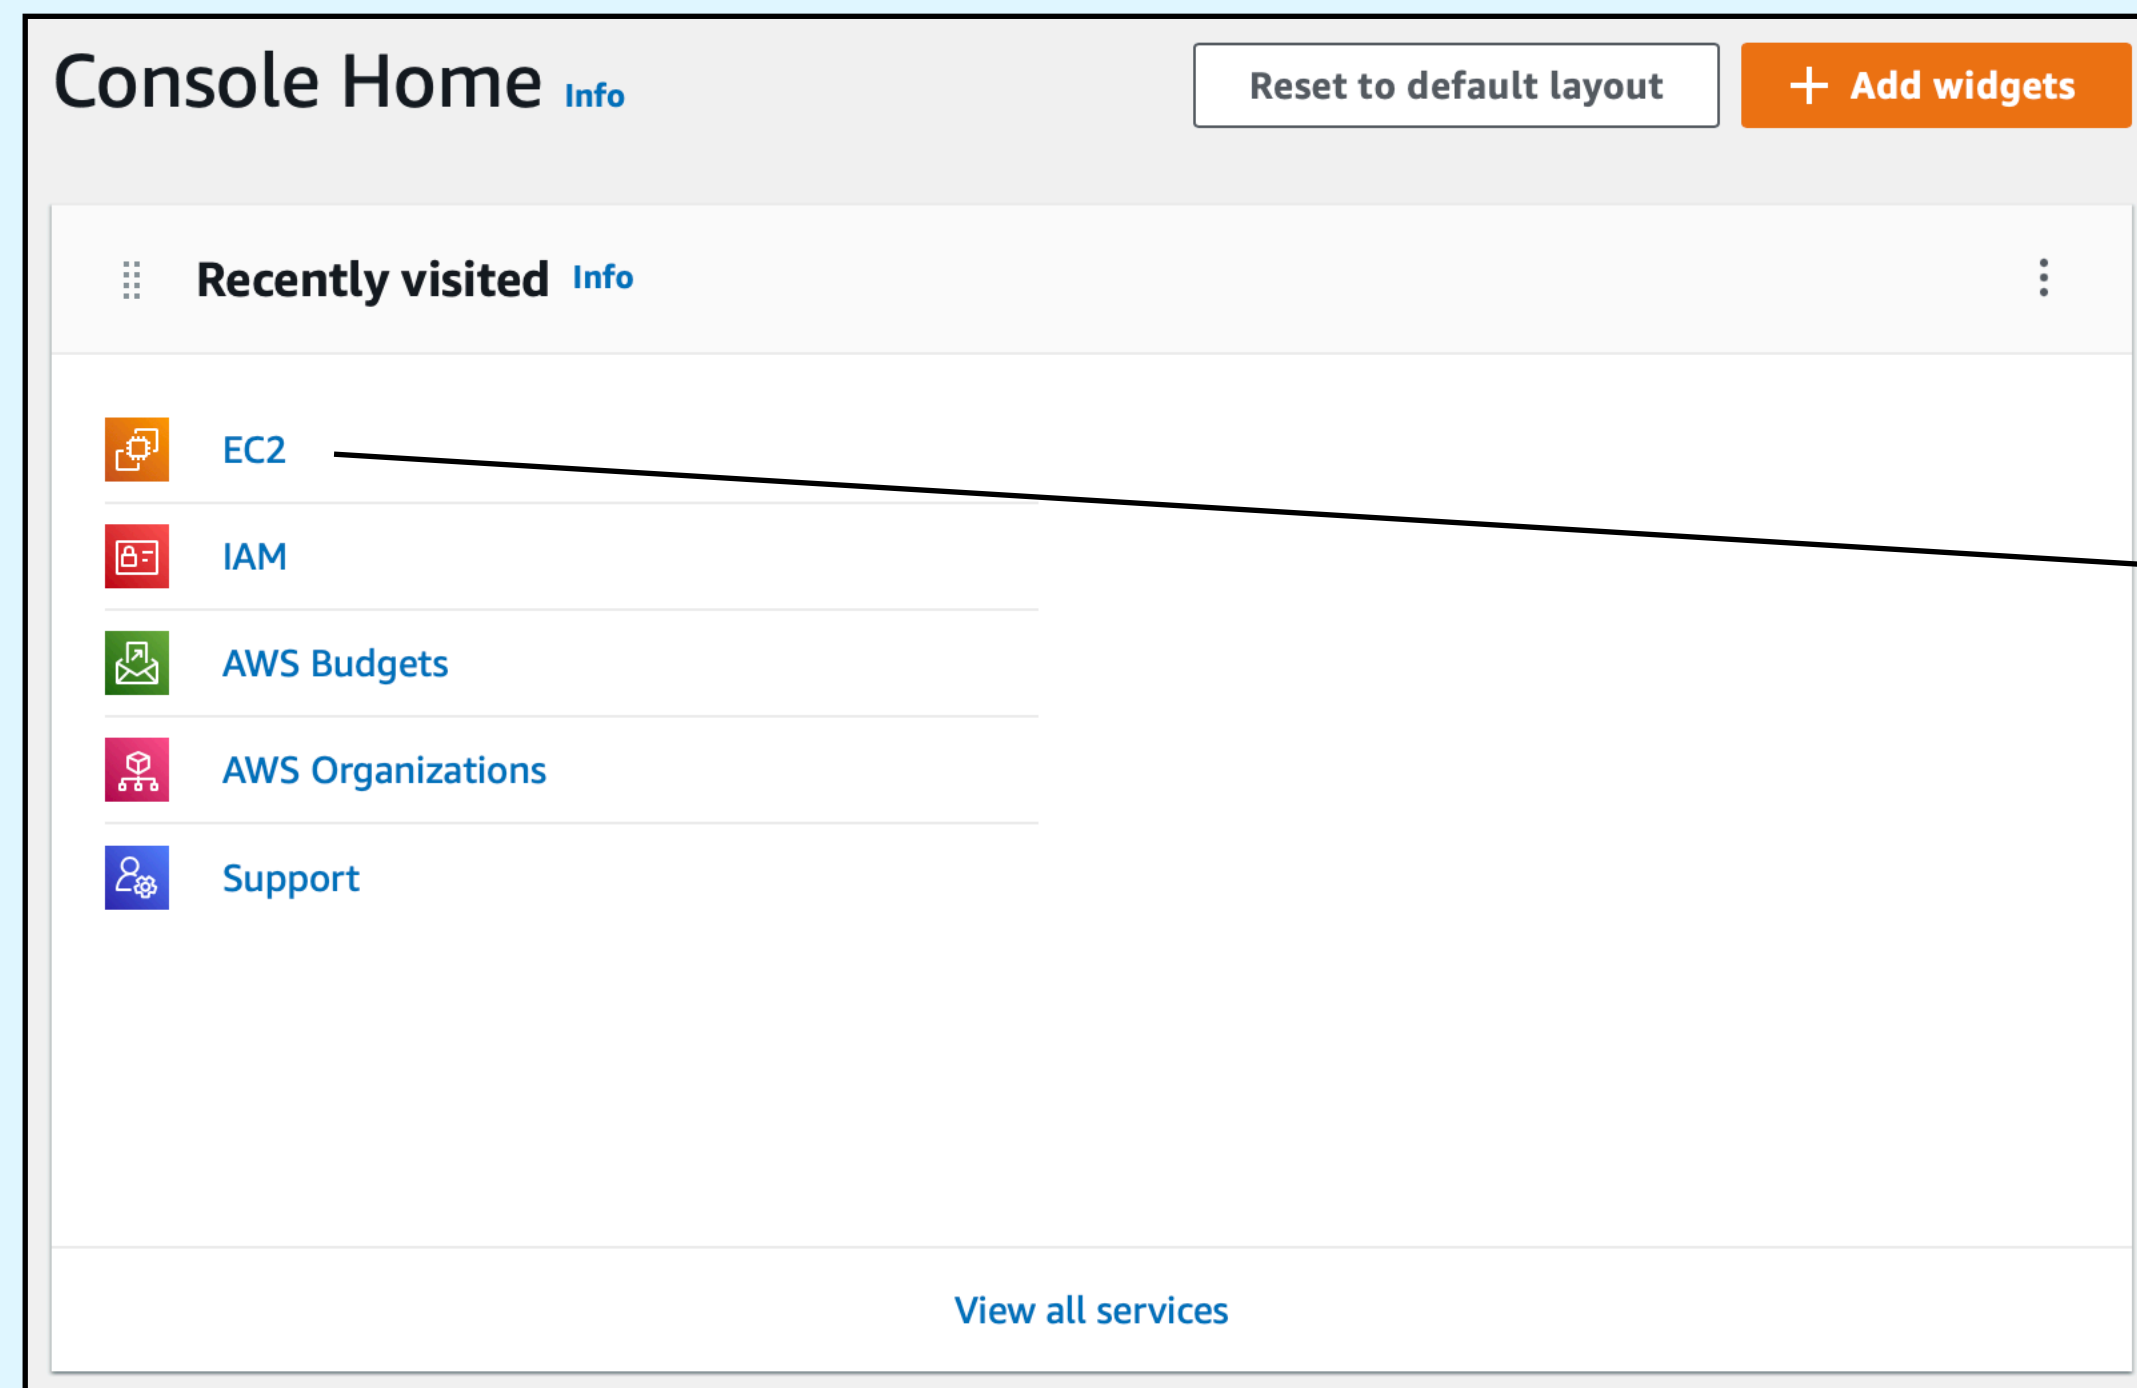 Console Home Info
Reset to default layout
+ Add widgets
Recently visited Info
EC2
IAM
AWS Budgets
AWS Organizations
Support
View all services